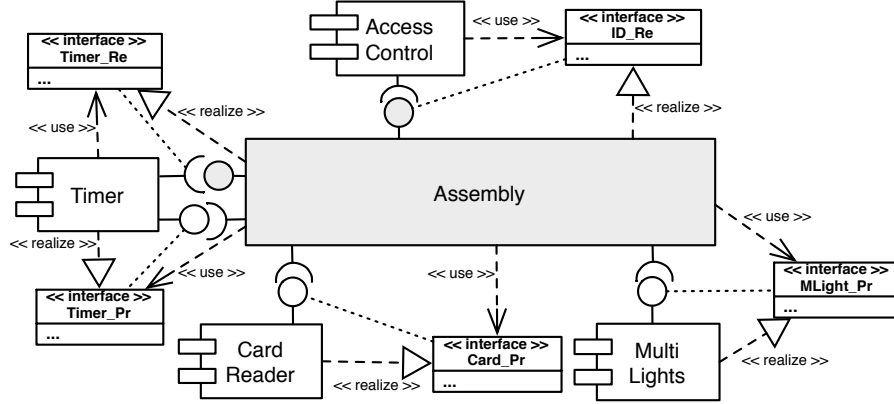 Access
Control
<< use >>
<< interface >>
ID_Re
...
<< interface >>
Timer_Re
...
<< realize >>
<< realize >>
<< use >>
Timer
Assembly
<< realize >>
<< use >>
<< use >>
<< use >>
<< interface >>
Timer_Pr
...
<< interface >>
MLight_Pr
...
Card
Reader
<< realize >>
<< interface >>
Card_Pr
...
Multi
Lights
<< realize >>